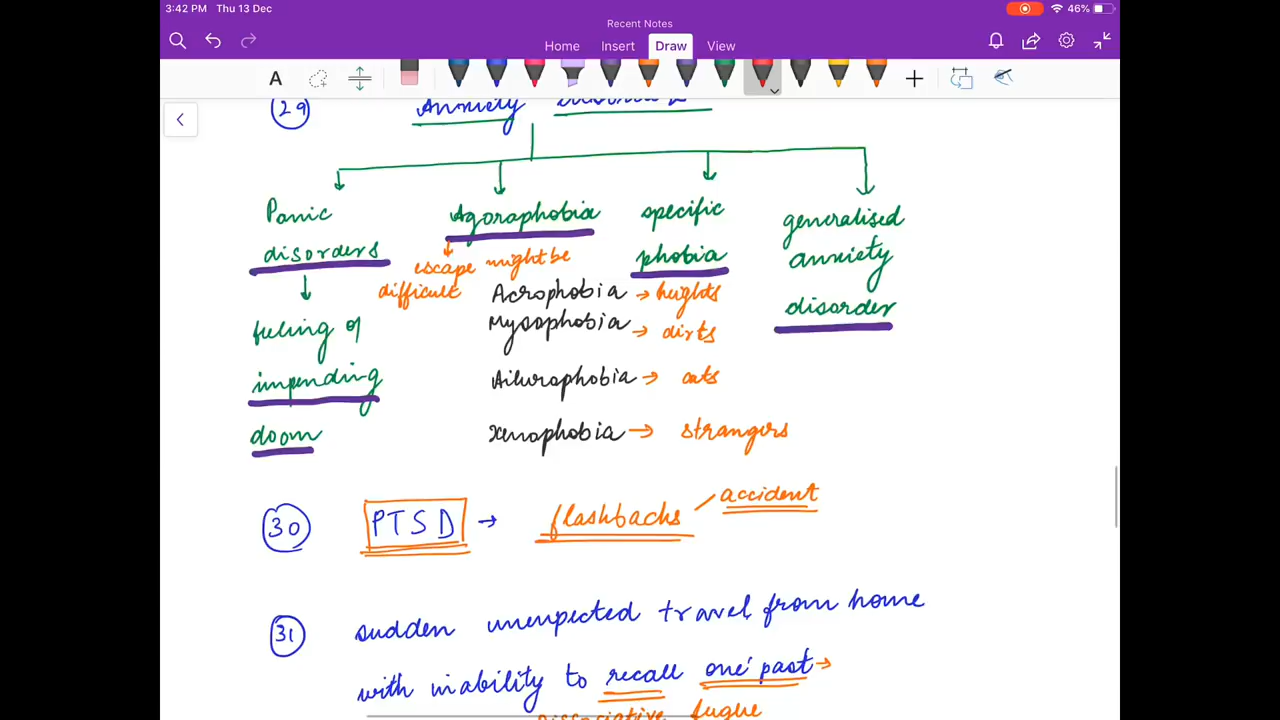 3:42 PM Thu 13 Dec
46%
Recent Notes
Home Insert Draw View
A
29 Anxiety
Panic disorders
feeling of impending doom
Agoraphobia
escape might be difficult
specific phobia
Acrophobia → heights
Mysophobia → dirts
Ailurophobia → cats
Xenophobia → strangers
generalised anxiety disorder
30 PTSD → flashbacks accident
31 sudden unexpected travel from home
with inability to recall one' past →
dissociative fugue